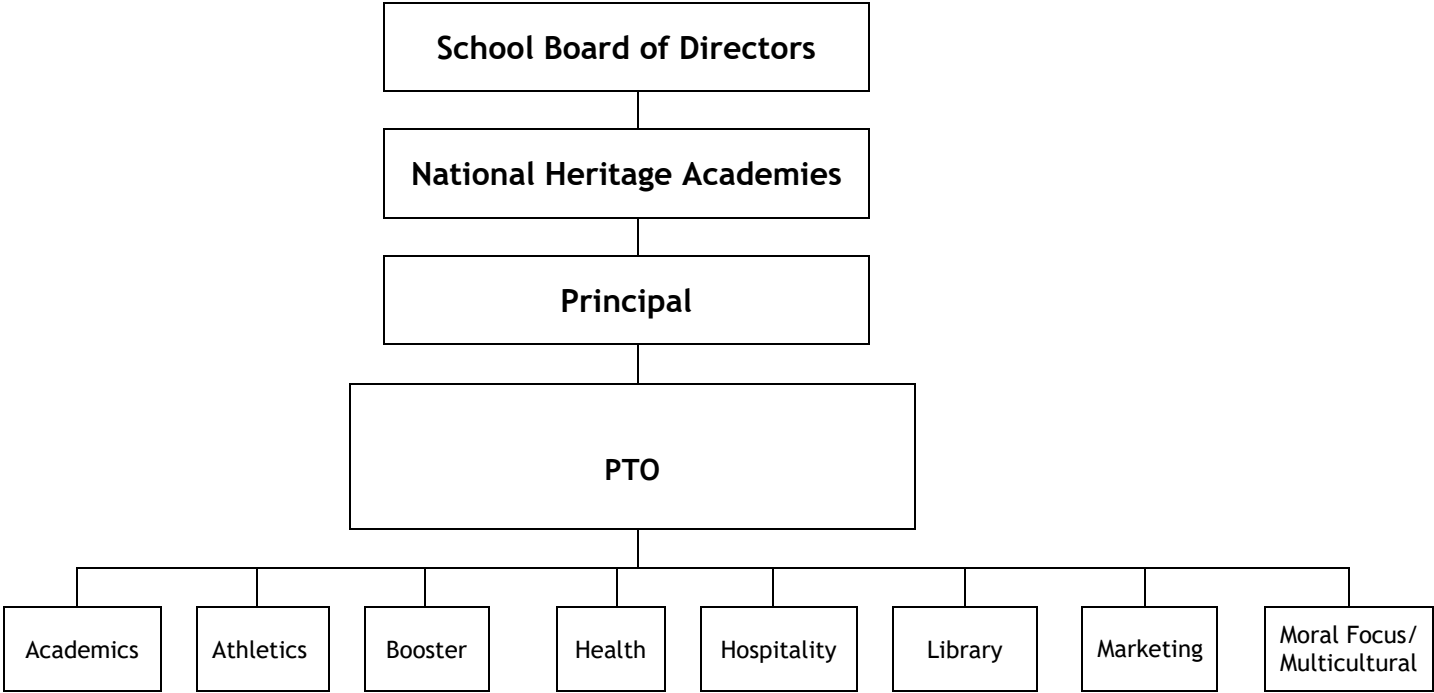 School Board of Directors
National Heritage Academies
Principal
PTO
Academics
Athletics
Booster
Health
Hospitality
Library
Marketing
Moral Focus/
Multicultural